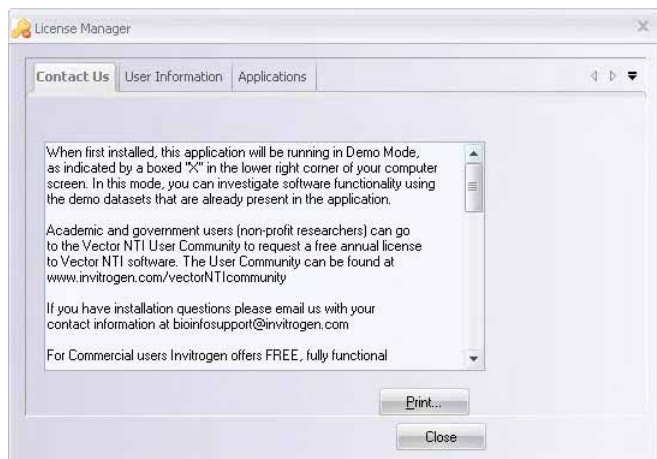 License Manager
Contact Us
User Information
Applications
When first installed, this application will be running in Demo Mode,
as indicated by a boxed "X" in the lower right corner of your computer
screen. In this mode, you can investigate software functionality using
the demo datasets that are already present in the application.
Academic and government users (non-profit researchers) can go
to the Vector NTI User Community to request a free annual license
to Vector NTI software. The User Community can be found at
www.invitrogen.com/vectorNTIcommunity
If you have installation questions please email us with your
contact information at bioinfosupport@invitrogen.com
For Commercial users Invitrogen offers FREE, fully functional
Print...
Close